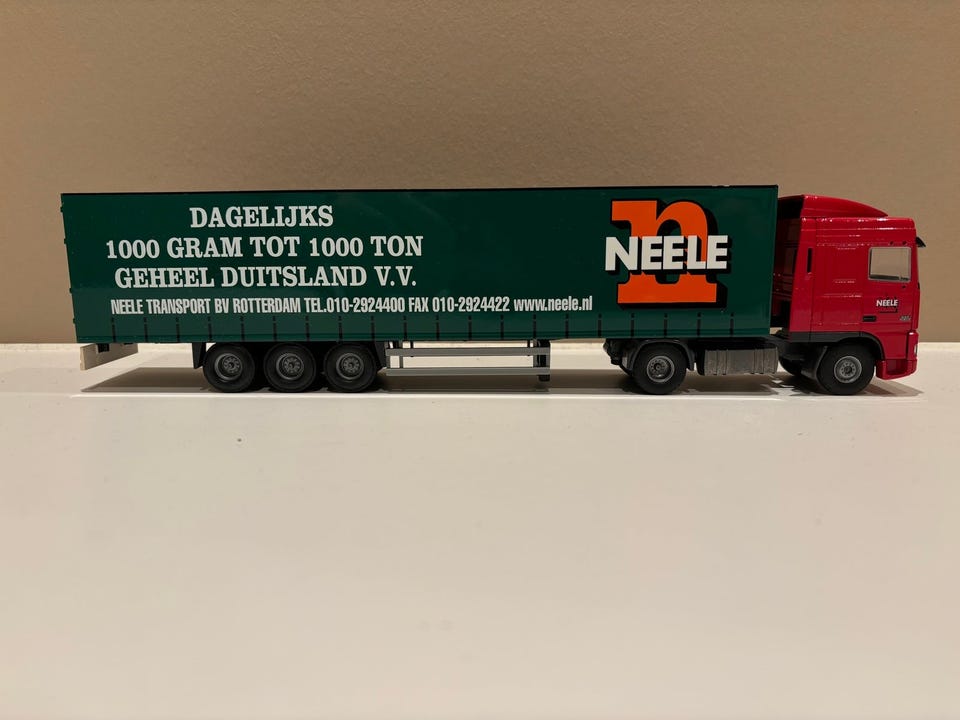 DAGELIJKS
1000 GRAM TOT 1000 TON
GEHEEL DUITSLAND V.V.
NEELE TRANSPORT BV ROTTERDAM TEL.010-2924400 FAX 010-2924422 www.neele.nl
n
NEELE
NEELE